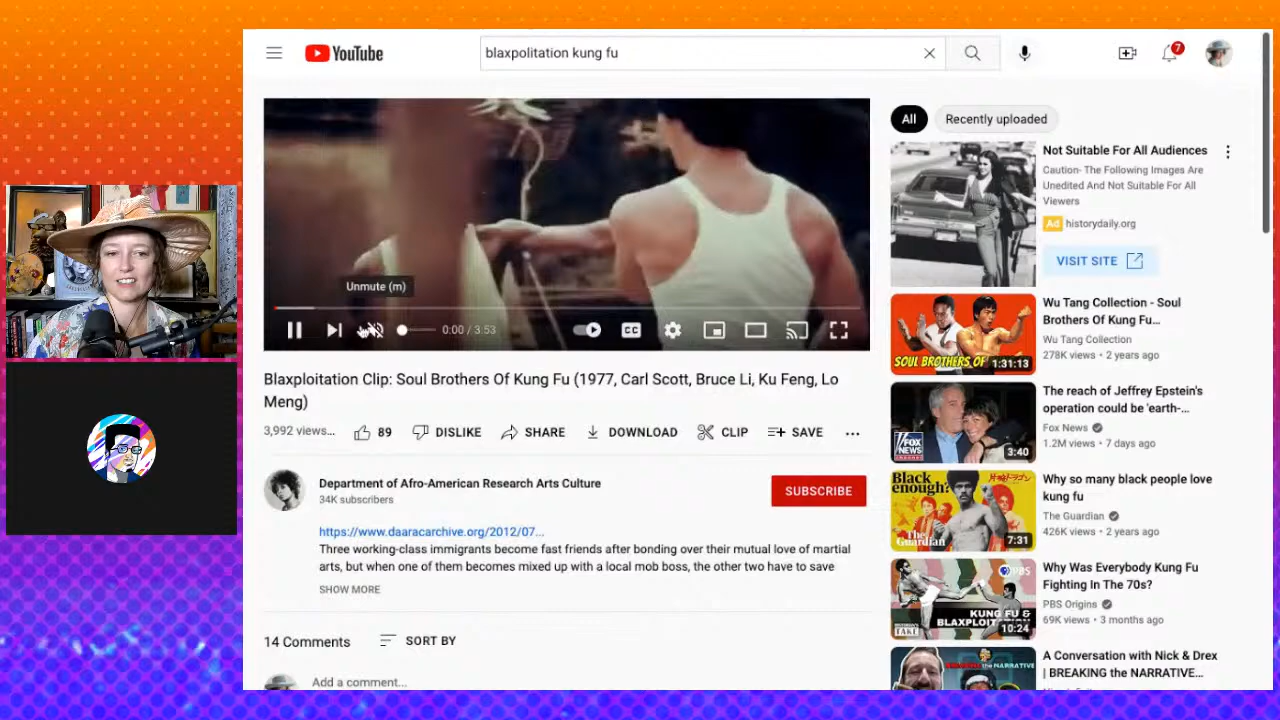 YouTube
blaxpolitation kung fu
7
Unmute (m)
0:00 / 3:53
CC
Blaxploitation Clip: Soul Brothers Of Kung Fu (1977, Carl Scott, Bruce Li, Ku Feng, Lo
Meng)
3,992 views...
89
DISLIKE
SHARE
DOWNLOAD
CLIP
SAVE
Department of Afro-American Research Arts Culture
34K subscribers
SUBSCRIBE
https://www.daaracarchive.org/2012/07...
Three working-class immigrants become fast friends after bonding over their mutual love of martial
arts, but when one of them becomes mixed up with a local mob boss, the other two have to save
SHOW MORE
14 Comments
SORT BY
Add a comment...
All
Recently uploaded
Not Suitable For All Audiences
Caution- The Following Images Are
Unedited And Not Suitable For All
Viewers
Ad
historydaily.org
VISIT SITE
SOUL BROTHERS OF
1:31:13
Wu Tang Collection - Soul
Brothers Of Kung Fu...
Wu Tang Collection
278K views • 2 years ago
FOX
NEWS
3:40
The reach of Jeffrey Epstein's
operation could be 'earth-...
Fox News
1.2M views • 7 days ago
Black
enough?
The
Guardian
7:31
Why so many black people love
kung fu
The Guardian
426K views • 2 years ago
PBS
KUNG FU &
BLAXPLOITATION
TAKE
10:24
Why Was Everybody Kung Fu
Fighting In The 70s?
PBS Origins
69K views • 3 months ago
NARRATIVE
A Conversation with Nick & Drex
| BREAKING the NARRATIVE...